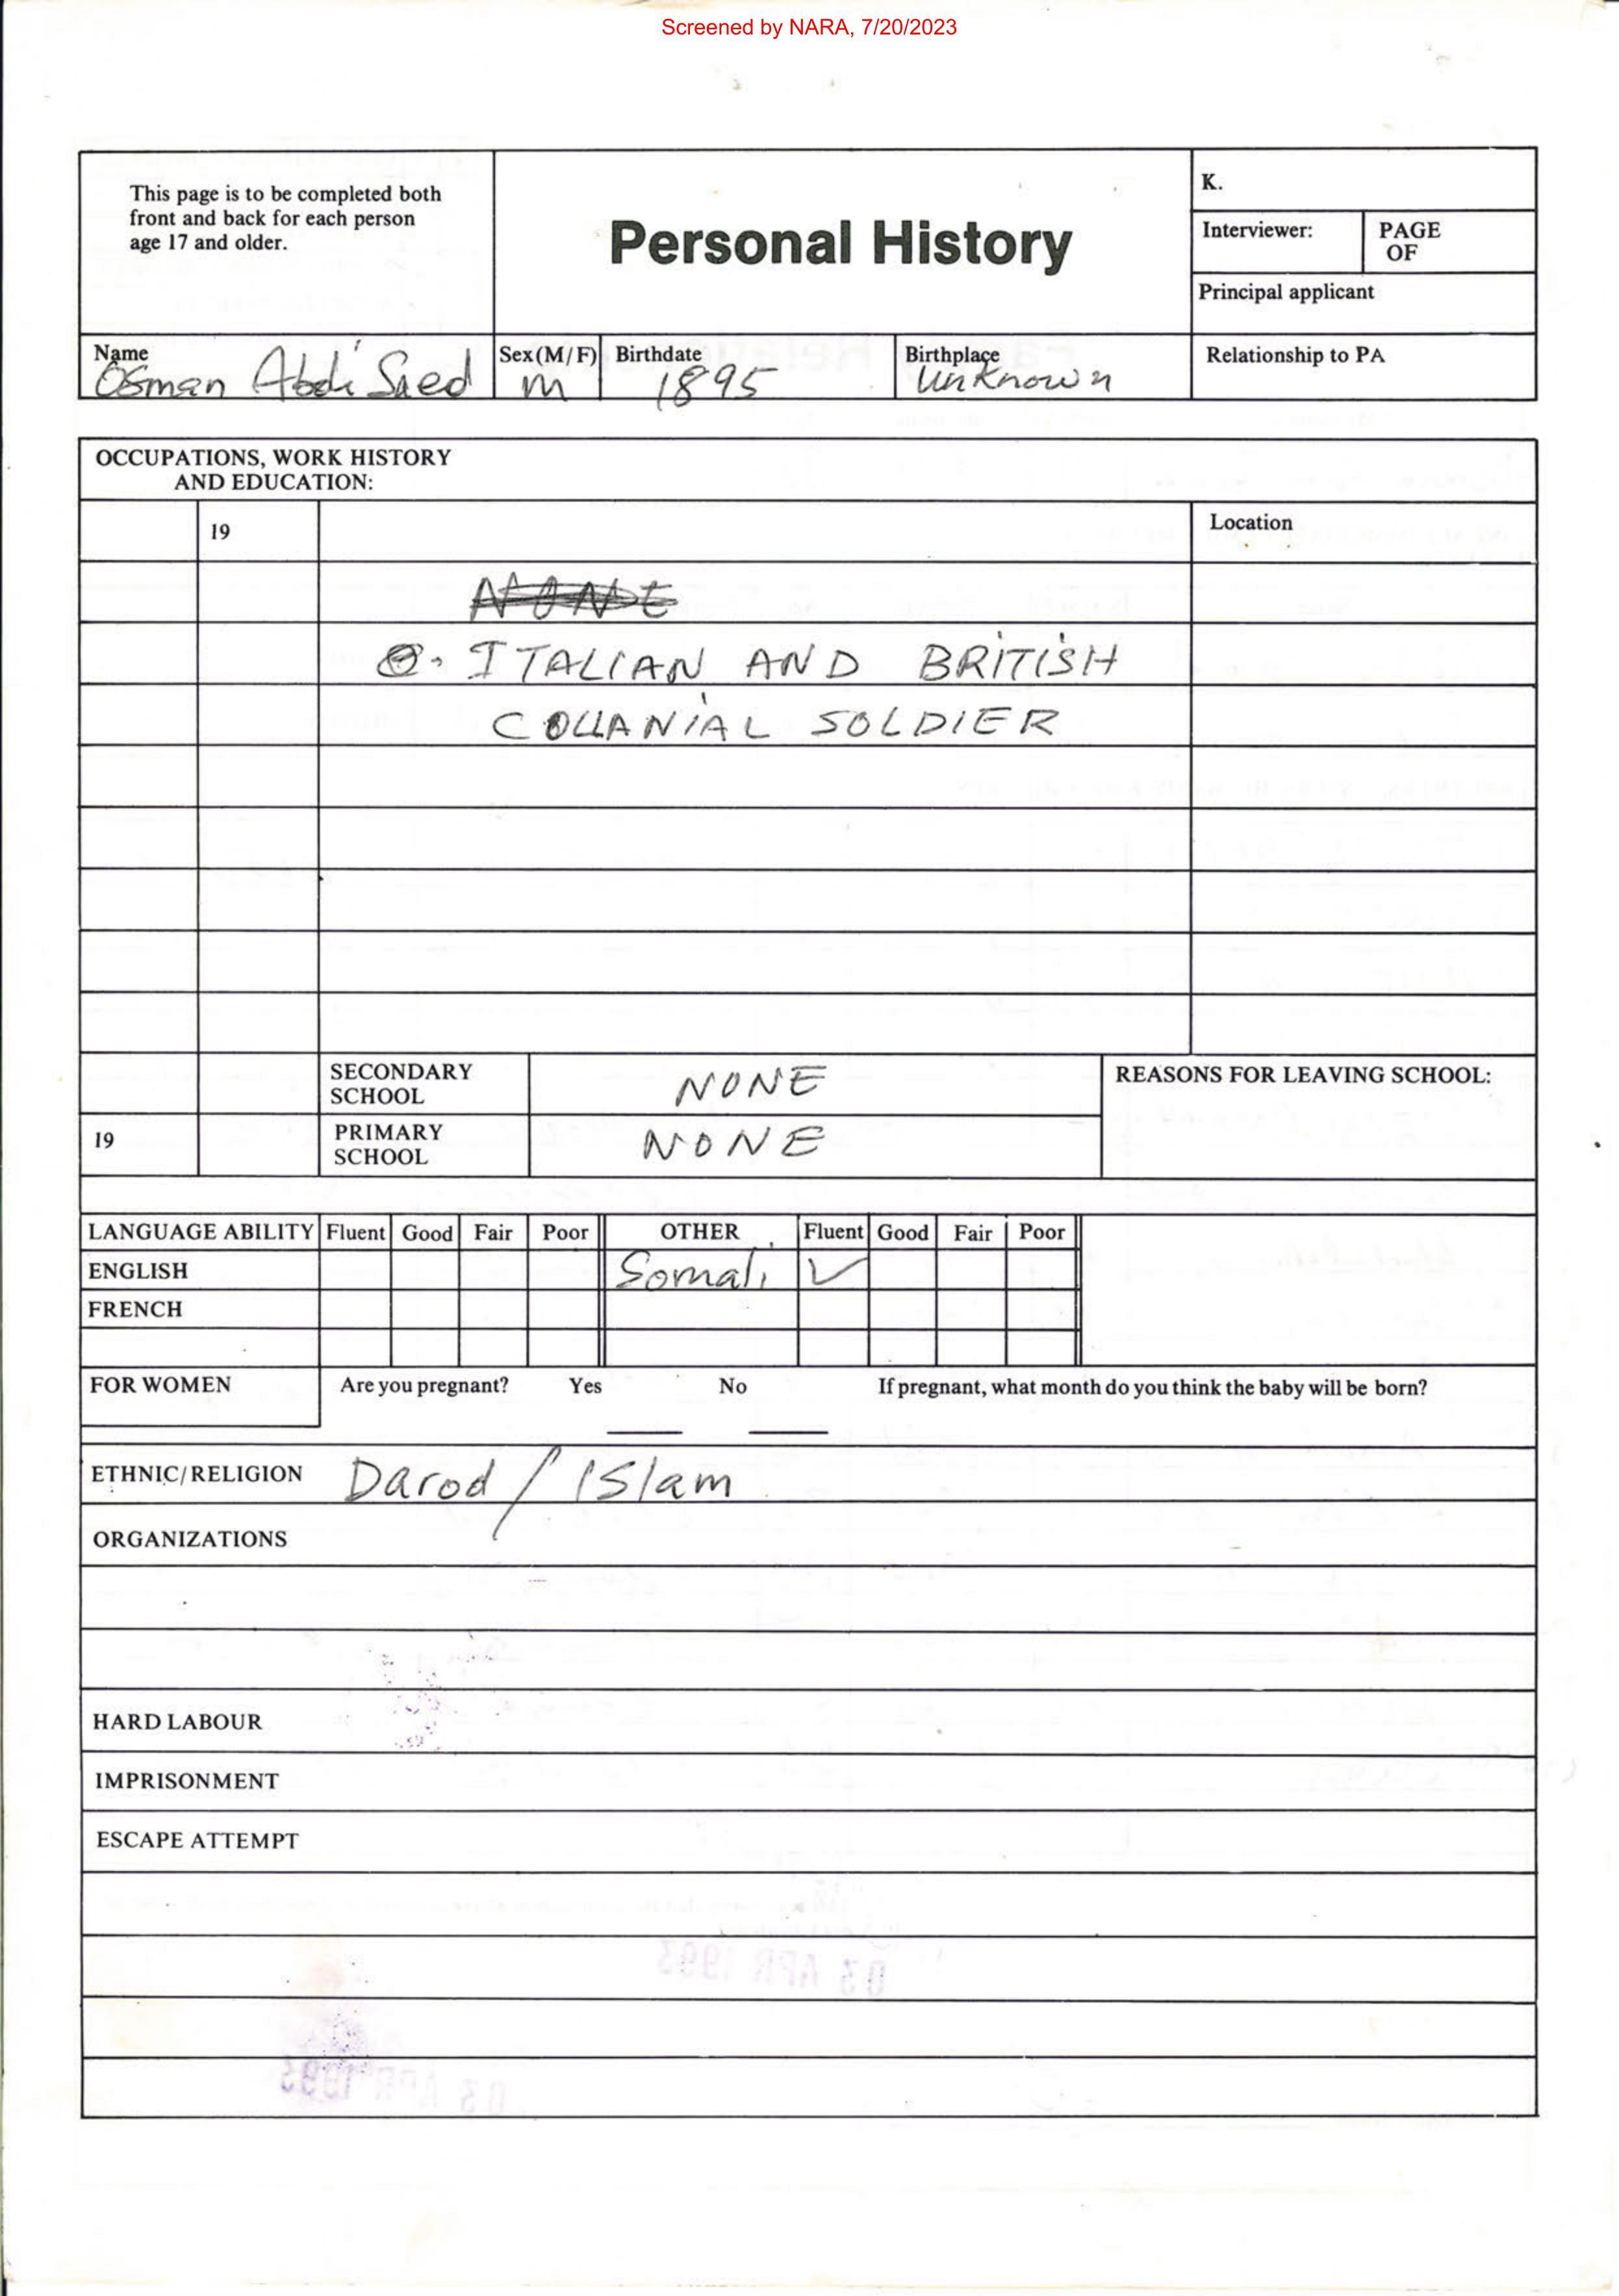 Screened by NARA, 7/20/2023
This page is to be completed both
front and back for each person
age 17 and older.
Personal History
K.
Interviewer:
PAGE
OF
Principal applicant
Name
Osman Abdi Saed
Sex(M/F)
m
Birthdate
1895
Birthplace
Unknown
Relationship to PA
OCCUPATIONS, WORK HISTORY
AND EDUCATION:
19
Location
NONE
ITALIAN AND BRITISH
COLLANIAL SOLDIER
SECONDARY
SCHOOL
NONE
REASONS FOR LEAVING SCHOOL:
19
PRIMARY
SCHOOL
NONE
LANGUAGE ABILITY Fluent Good Fair Poor OTHER Fluent Good Fair Poor
ENGLISH Somali ✓
FRENCH
FOR WOMEN Are you pregnant? Yes No If pregnant, what month do you think the baby will be born?
ETHNIC/RELIGION Darod / Islam
ORGANIZATIONS
HARD LABOUR
IMPRISONMENT
ESCAPE ATTEMPT
03 APR 1993
03 APR 1993